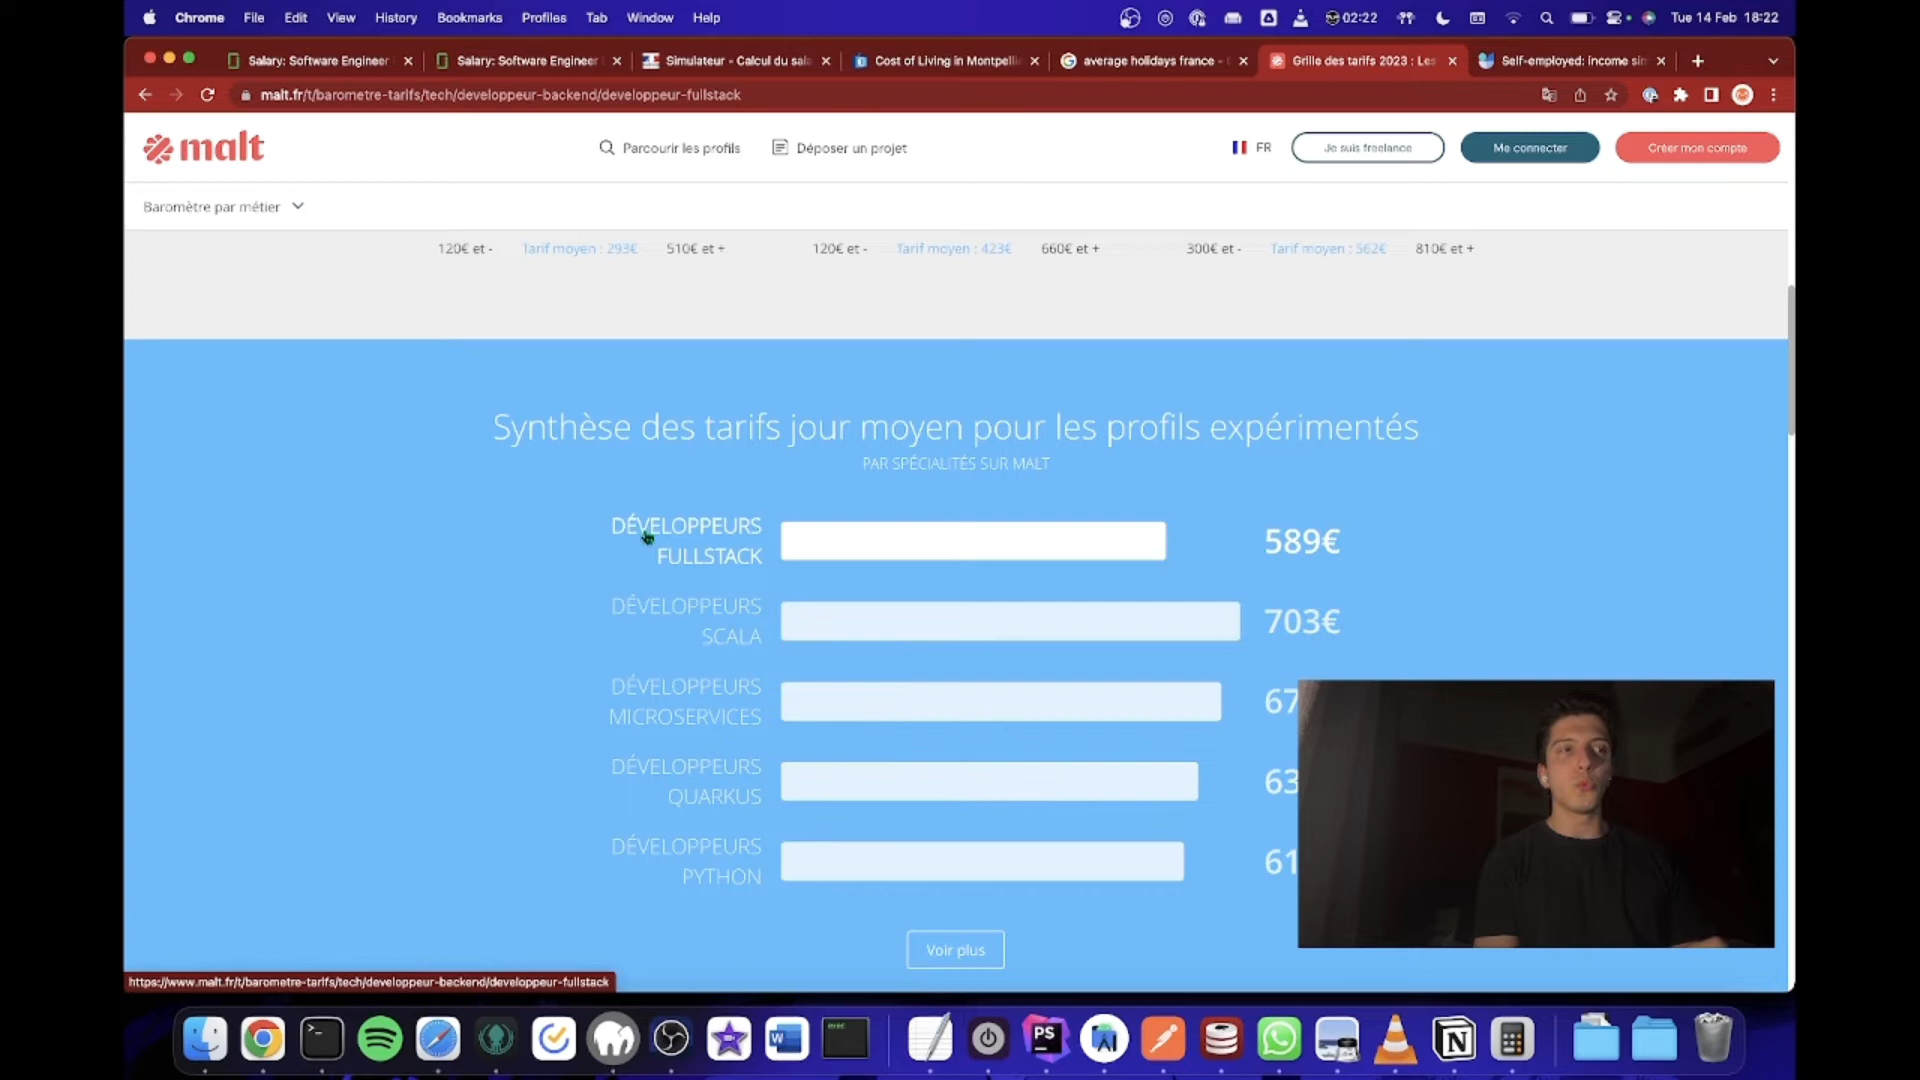 Chrome File Edit View History Bookmarks Profiles Tab Window Help 02:22 Tue 14 Feb 18:22
Salary: Software Engineer Salary: Software Engineer Simulateur - Calcul du sala Cost of Living in Montpelli average holidays france - Grille des tarifs 2023 : Les Self-employed: income sim
malt.fr/t/barometre-tarifs/tech/developpeur-backend/developpeur-fullstack
malt Parcourir les profils Déposer un projet FR Je suis freelance Me connecter Créer mon compte
Baromètre par métier
120€ et - Tarif moyen : 293€ 510€ et + 120€ et - Tarif moyen : 423€ 660€ et + 300€ et - Tarif moyen : 562€ 810€ et +
Synthèse des tarifs jour moyen pour les profils expérimentés
PAR SPÉCIALITÉS SUR MALT
DÉVELOPPEURS
FULLSTACK
589€
DÉVELOPPEURS
SCALA
703€
DÉVELOPPEURS
MICROSERVICES
67
DÉVELOPPEURS
QUARKUS
63
DÉVELOPPEURS
PYTHON
61
Voir plus
https://www.malt.fr/t/barometre-tarifs/tech/developpeur-backend/developpeur-fullstack
exec
PS